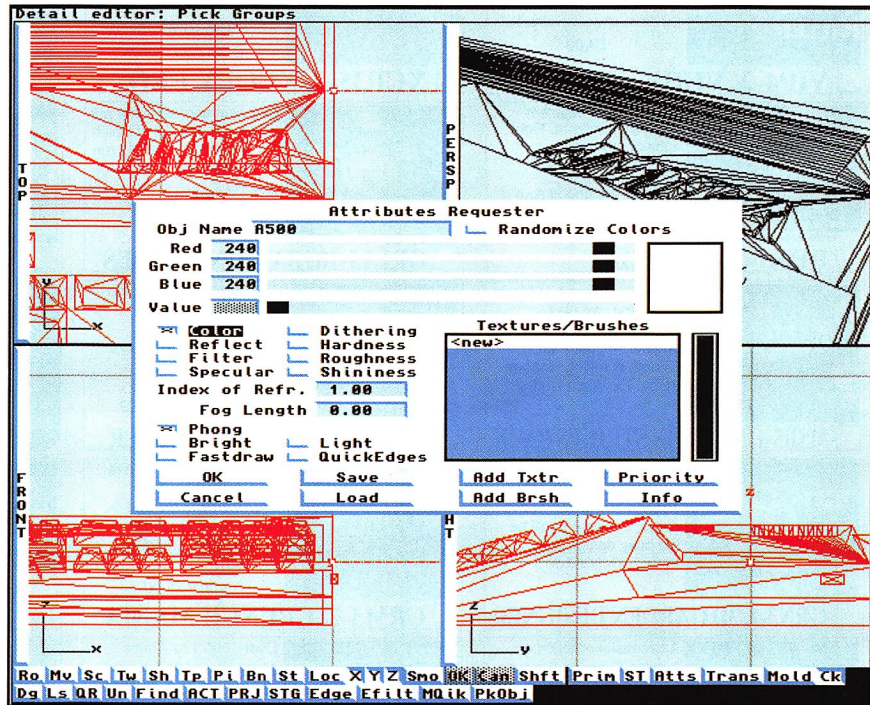 Detail editor: Pick Groups
TOP
PERSP
Attributes Requester
Obj Name A500 Randomize Colors
Red 240
Green 240
Blue 240
Value
Color Dithering
Reflect Hardness
Filter Roughness
Specular Shininess
Textures/Brushes
<new>
Index of Refr. 1.00
Fog Length 0.00
Phong
Bright Light
Fastdraw QuickEdges
OK Save Add Txtr Priority
Cancel Load Add Brsh Info
y
x
FRONT
HT
z
z
x
z
y
Ro Mv Sc Tw Sh Tp Pi Bn St Loc X Y Z Smo OK Can Shft Prim ST Atts Trans Mold Ck
Dg Ls QR Un Find ACT PRJ STG Edge Efilt MQik PkObj